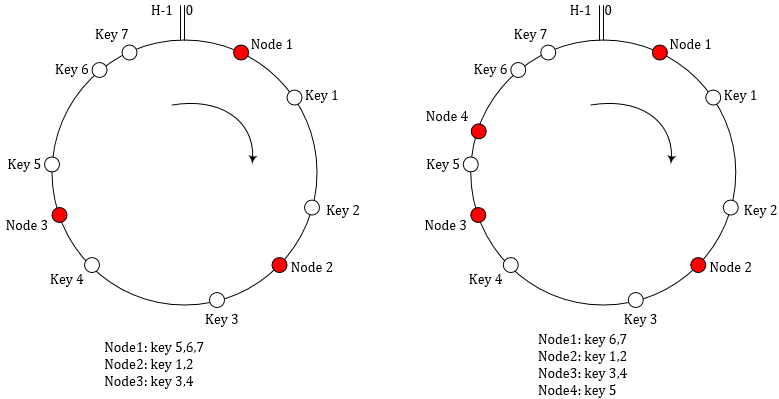 H-1 0
Key 7
Node 1
Key 6
Key 1
Key 5
Key 2
Node 3
Node 2
Key 4
Key 3
Node1: key 5,6,7
Node2: key 1,2
Node3: key 3,4
H-1 0
Key 7
Node 1
Key 6
Key 1
Node 4
Key 5
Key 2
Node 3
Node 2
Key 4
Key 3
Node1: key 6,7
Node2: key 1,2
Node3: key 3,4
Node4: key 5